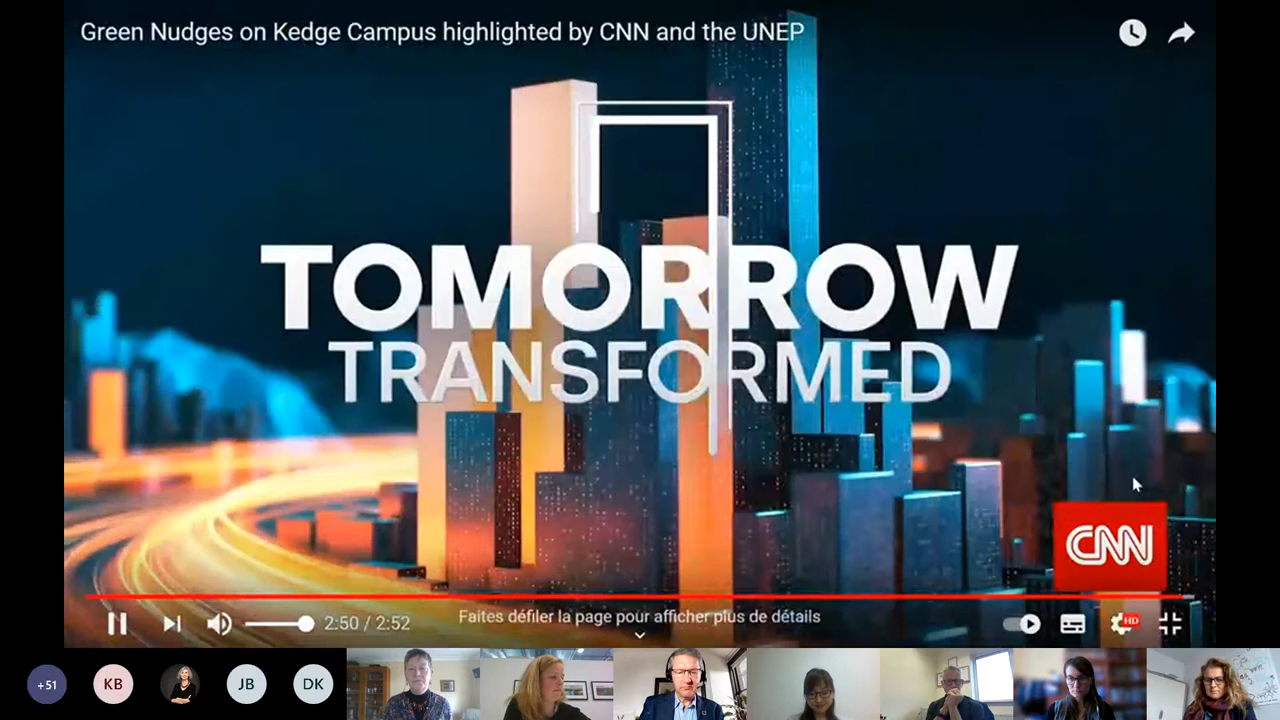 Green Nudges on Kedge Campus highlighted by CNN and the UNEP
TOMORROW
TRANSFORMED
CNN
2:50 / 2:52
Faites défiler la page pour afficher plus de détails
HD
+51
KB
JB
DK